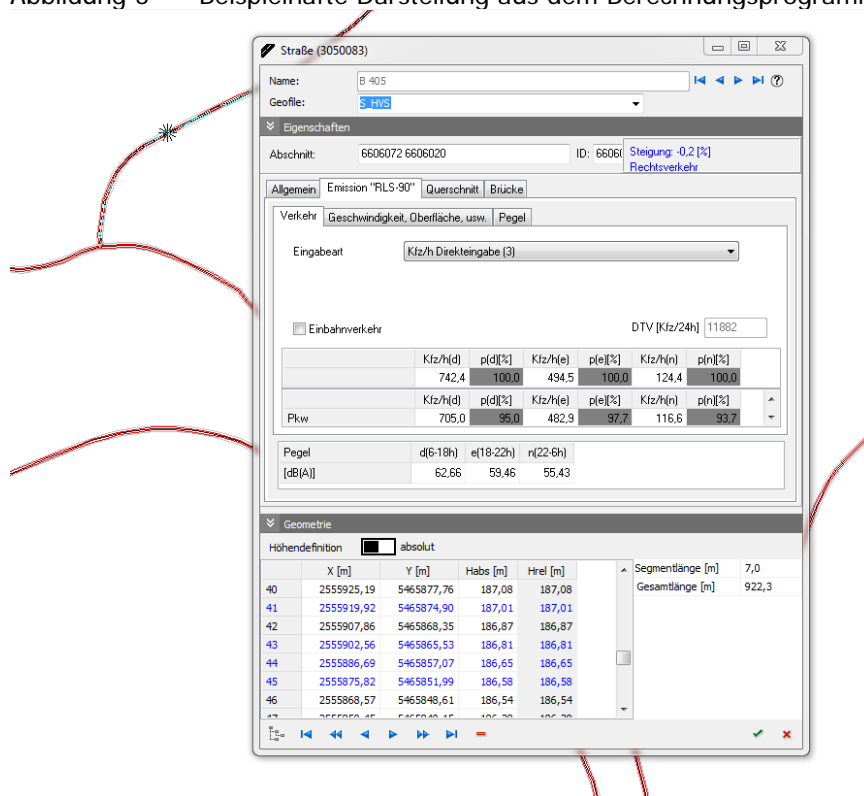 Abbildung 3 Beispielhafte Darstellung aus dem Berechnungsprogramm
Straße (3050083)
Name: B 405
Geofile: S_HVS
Eigenschaften
Abschnitt: 6606072 6606020 ID: 6606 Steigung: -0,2 [%]
Rechtsverkehr
Allgemein Emission "RLS-90" Querschnitt Brücke
Verkehr Geschwindigkeit, Oberfläche, usw. Pegel
Eingabeart Kfz/h Direkteingabe (3)
Einbahnverkehr DTV [Kfz/24h] 11882
Kfz/h(d) p(d)[%] Kfz/h(e) p(e)[%] Kfz/h(n) p(n)[%]
742,4 100,0 494,5 100,0 124,4 100,0
Kfz/h(d) p(d)[%] Kfz/h(e) p(e)[%] Kfz/h(n) p(n)[%]
Pkw 705,0 95,0 482,9 97,7 116,6 93,7
Pegel d(6-18h) e(18-22h) n(22-6h)
[dB(A)] 62,66 59,46 55,43
Geometrie
Höhendefinition absolut
X [m] Y [m] Habs [m] Hrel [m] Segmentlänge [m] 7,0
40 2555925,19 5465877,76 187,08 187,08 Gesamtlänge [m] 922,3
41 2555919,92 5465874,90 187,01 187,01
42 2555907,86 5465868,35 186,87 186,87
43 2555902,56 5465865,53 186,81 186,81
44 2555886,69 5465857,07 186,65 186,65
45 2555875,82 5465851,99 186,58 186,58
46 2555868,57 5465848,61 186,54 186,54